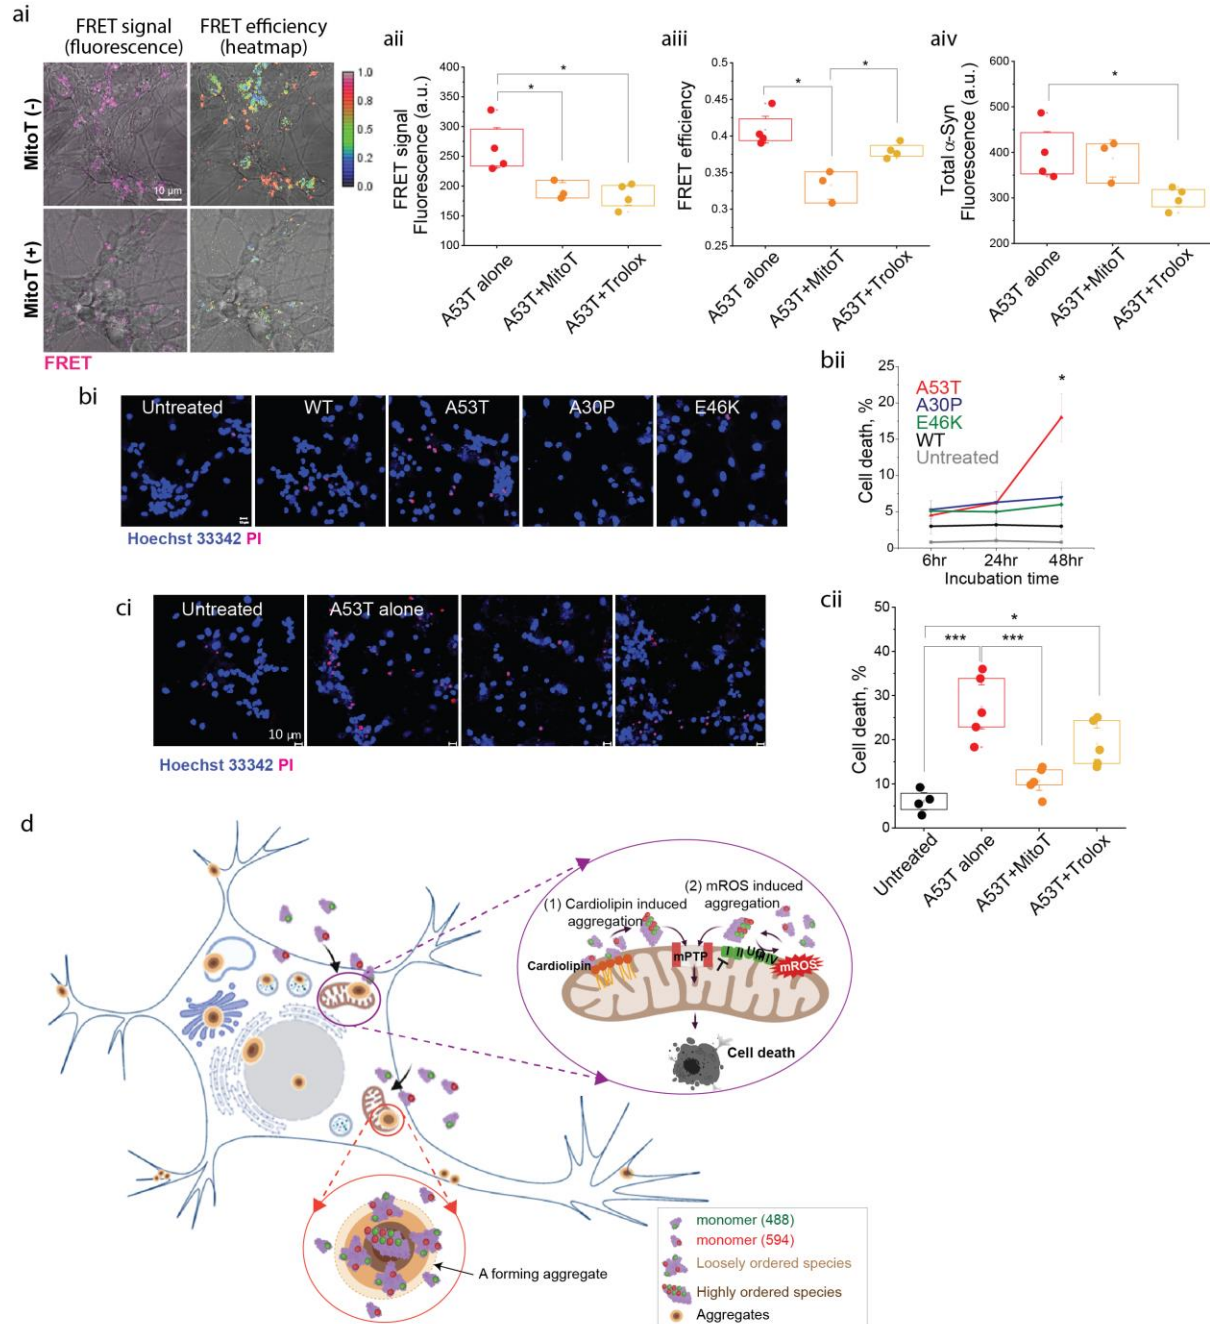 ai
FRET signal
(fluorescence)
FRET efficiency
(heatmap)
MitoT (-)
MitoT (+)
10 µm
1.0
1.0
0.8
0.7
0.5
0.3
0.2
0.0
FRET
aii
FRET signal
Fluorescence (a.u.)
400
350
300
250
200
150
100
*
*
A53T alone
A53T+MitoT
A53T+Trolox
aiii
FRET efficiency
0.45
0.4
0.35
0.3
0.25
*
*
A53T alone
A53T+MitoT
A53T+Trolox
aiv
Total α-Syn
Fluorescence (a.u.)
600
500
400
300
200
*
A53T alone
A53T+MitoT
A53T+Trolox
bi
Untreated
WT
A53T
A30P
E46K
Hoechst 33342 PI
bii
Cell death, %
25
20
15
10
5
0
A53T
A30P
E46K
WT
Untreated
*
6hr
24hr
48hr
Incubation time
ci
Untreated
A53T alone
10 µm
Hoechst 33342 PI
cii
Cell death, %
50
40
30
20
10
0
*
***
***
Untreated
A53T alone
A53T+MitoT
A53T+Trolox
d
(1) Cardiolipin induced
aggregation
(2) mROS induced
aggregation
Cardiolipin
mPTP
mROS
Cell death
A forming aggregate
monomer (488)
monomer (594)
Loosely ordered species
Highly ordered species
Aggregates